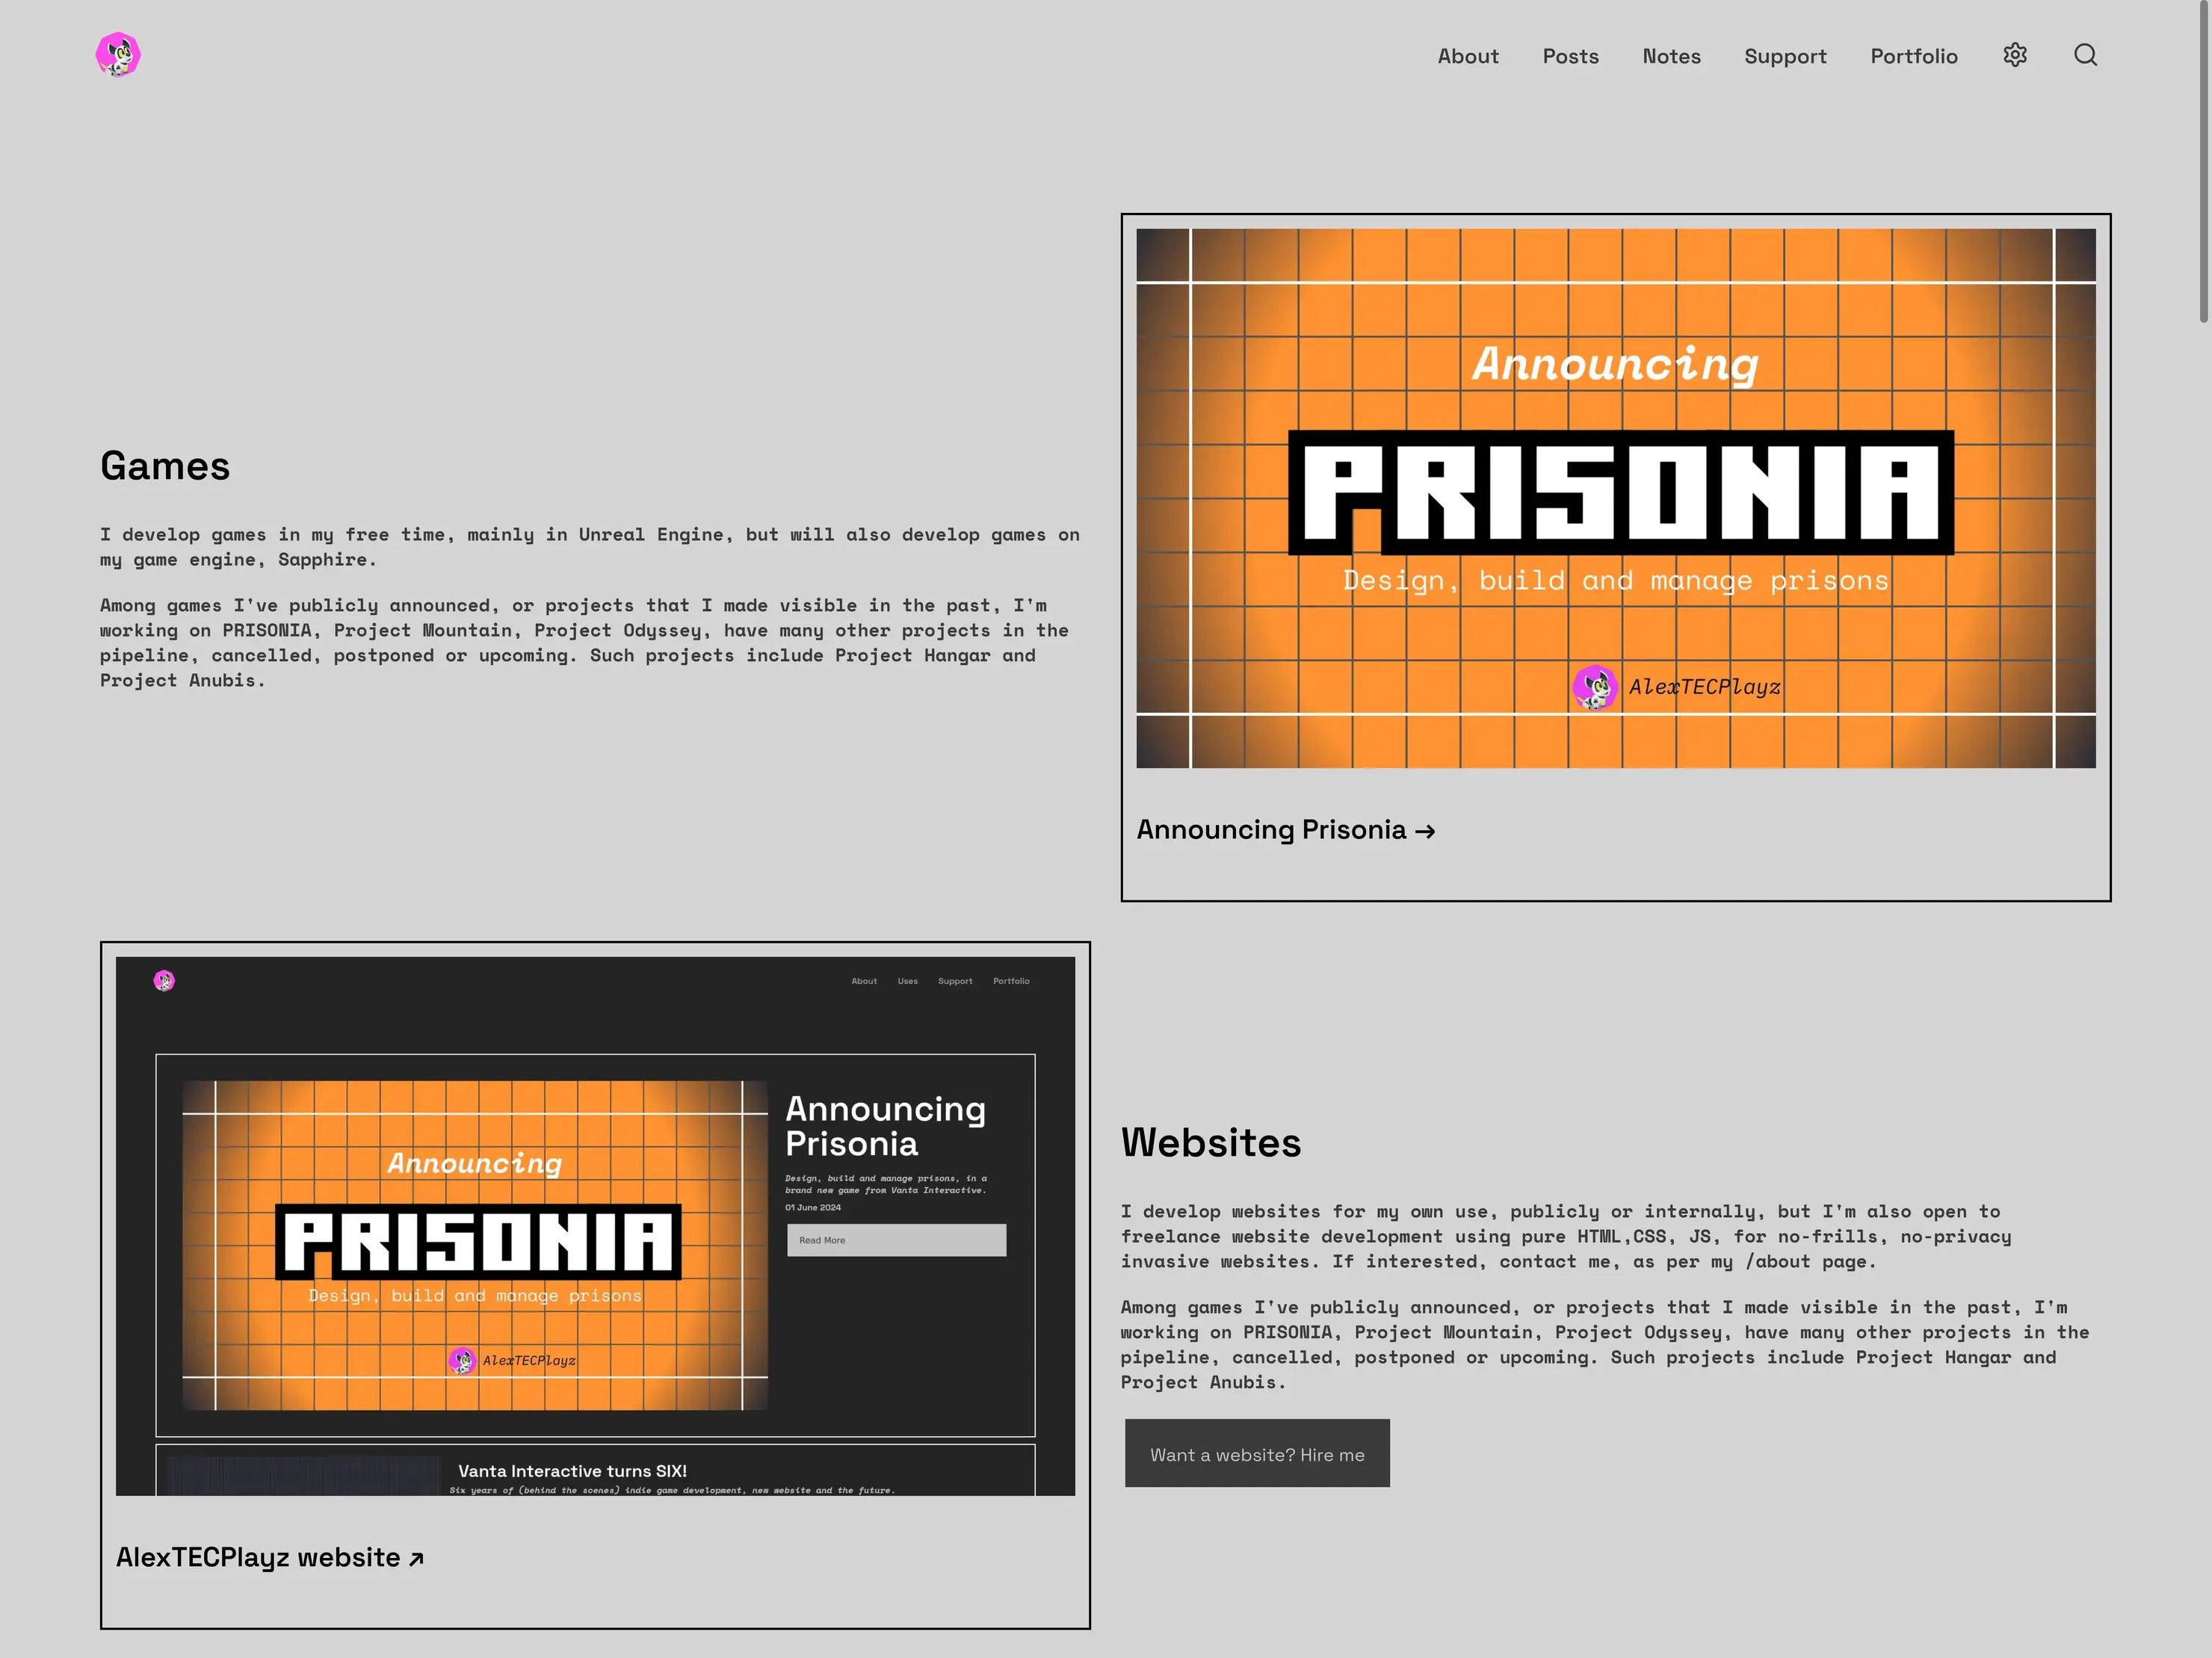 About Posts Notes Support Portfolio
Games
I develop games in my free time, mainly in Unreal Engine, but will also develop games on
my game engine, Sapphire.
Among games I've publicly announced, or projects that I made visible in the past, I'm
working on PRISONIA, Project Mountain, Project Odyssey, have many other projects in the
pipeline, cancelled, postponed or upcoming. Such projects include Project Hangar and
Project Anubis.
Announcing
PRISONIA
Design, build and manage prisons
AlexTECPlayz
Announcing Prisonia →
About Uses Support Portfolio
Announcing
PRISONIA
Design, build and manage prisons
AlexTECPlayz
Announcing
Prisonia
Design, build and manage prisons, in a
brand new game from Vanta Interactive.
01 June 2024
Read More
Vanta Interactive turns SIX!
Six years of (behind the scenes) indie game development, new website and the future.
AlexTECPlayz website ↗
Websites
I develop websites for my own use, publicly or internally, but I'm also open to
freelance website development using pure HTML,CSS, JS, for no-frills, no-privacy
invasive websites. If interested, contact me, as per my /about page.
Among games I've publicly announced, or projects that I made visible in the past, I'm
working on PRISONIA, Project Mountain, Project Odyssey, have many other projects in the
pipeline, cancelled, postponed or upcoming. Such projects include Project Hangar and
Project Anubis.
Want a website? Hire me